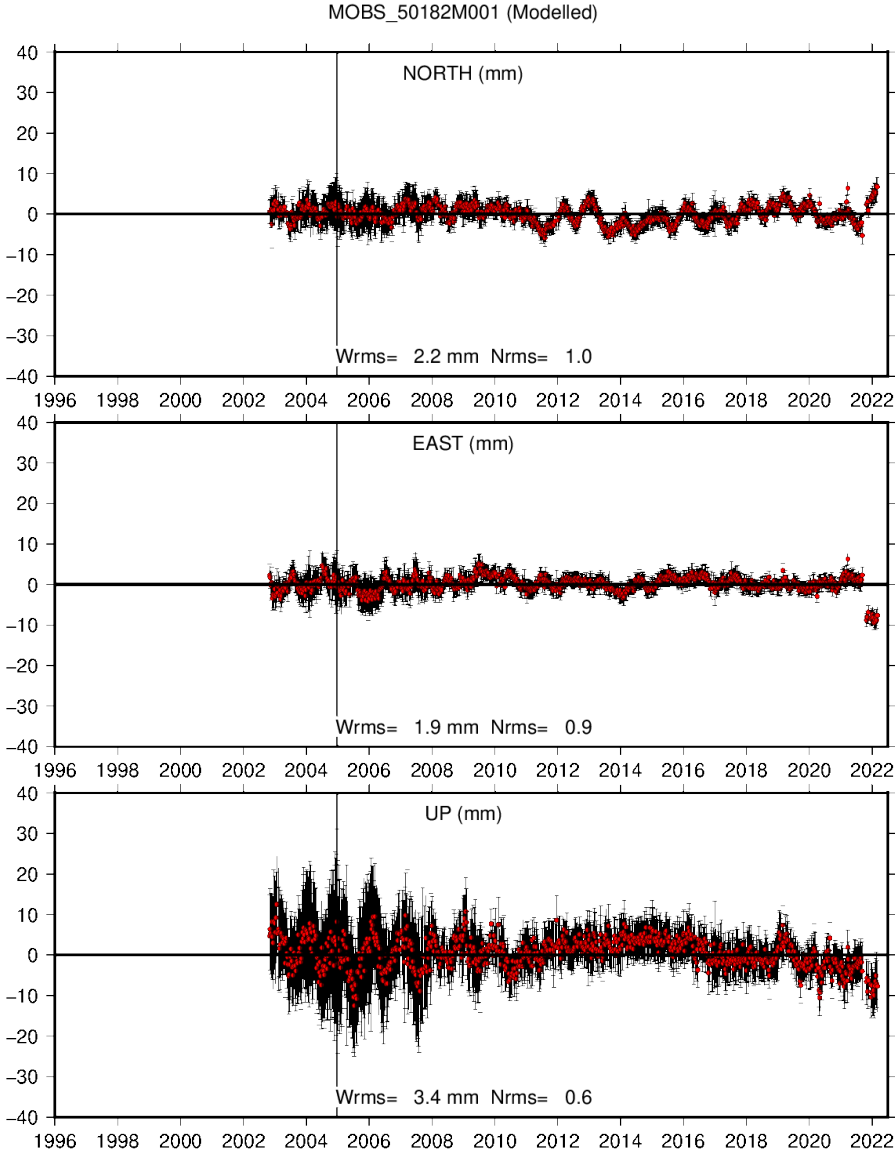 MOBS_50182M001 (Modelled)
40
NORTH (mm)
30
20
10
0
−10
−20
−30
Wrms= 2.2 mm Nrms= 1.0
−40
1996 1998 2000 2002 2004 2006 2008 2010 2012 2014 2016 2018 2020 2022
40
EAST (mm)
30
20
10
0
−10
−20
−30
Wrms= 1.9 mm Nrms= 0.9
−40
1996 1998 2000 2002 2004 2006 2008 2010 2012 2014 2016 2018 2020 2022
40
UP (mm)
30
20
10
0
−10
−20
−30
Wrms= 3.4 mm Nrms= 0.6
−40
1996 1998 2000 2002 2004 2006 2008 2010 2012 2014 2016 2018 2020 2022